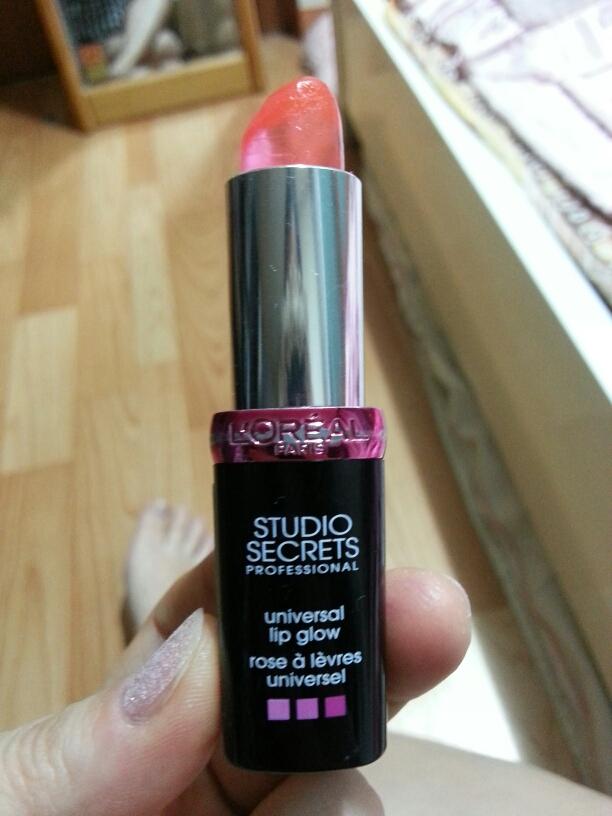 L'ORÉAL
PARIS
STUDIO
SECRETS
PROFESSIONAL
universal
lip glow
rose à lèvres
universel